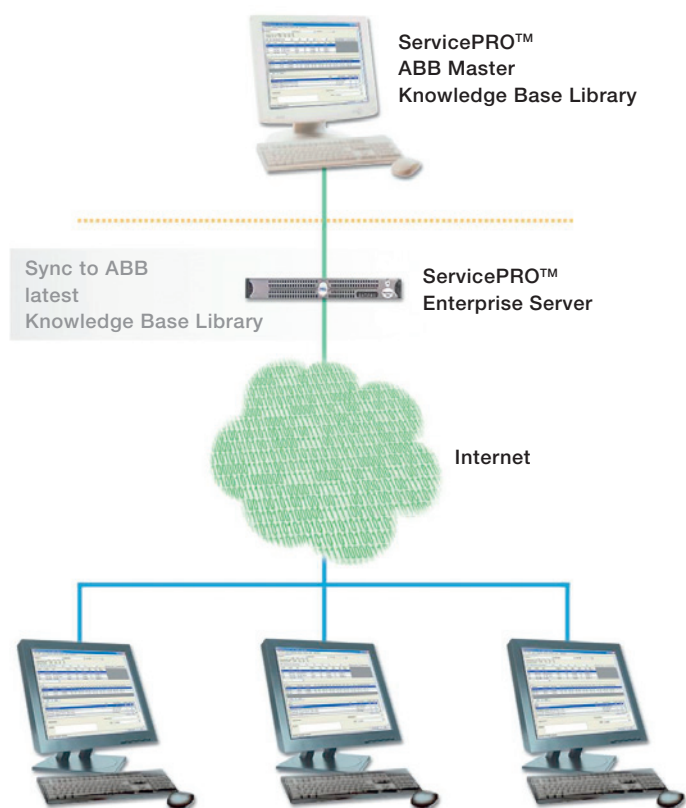 ServicePRO™
ABB Master
Knowledge Base Library
Sync to ABB
latest
Knowledge Base Library
ServicePRO™
Enterprise Server
Internet